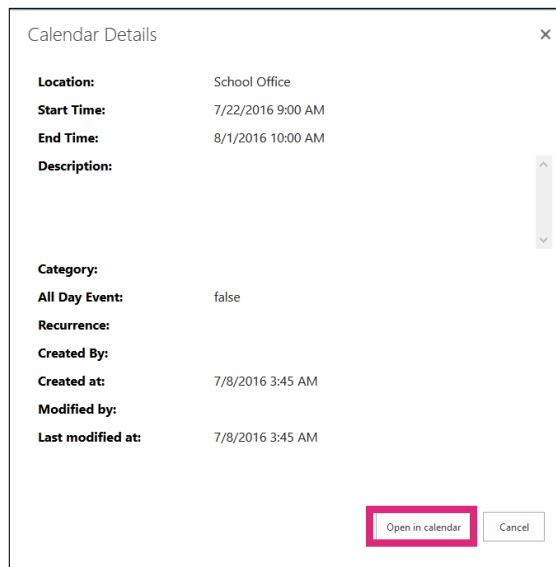 Calendar Details
Location: School Office
Start Time: 7/22/2016 9:00 AM
End Time: 8/1/2016 10:00 AM
Description:
Category:
All Day Event: false
Recurrence:
Created By:
Created at: 7/8/2016 3:45 AM
Modified by:
Last modified at: 7/8/2016 3:45 AM
Open in calendar Cancel